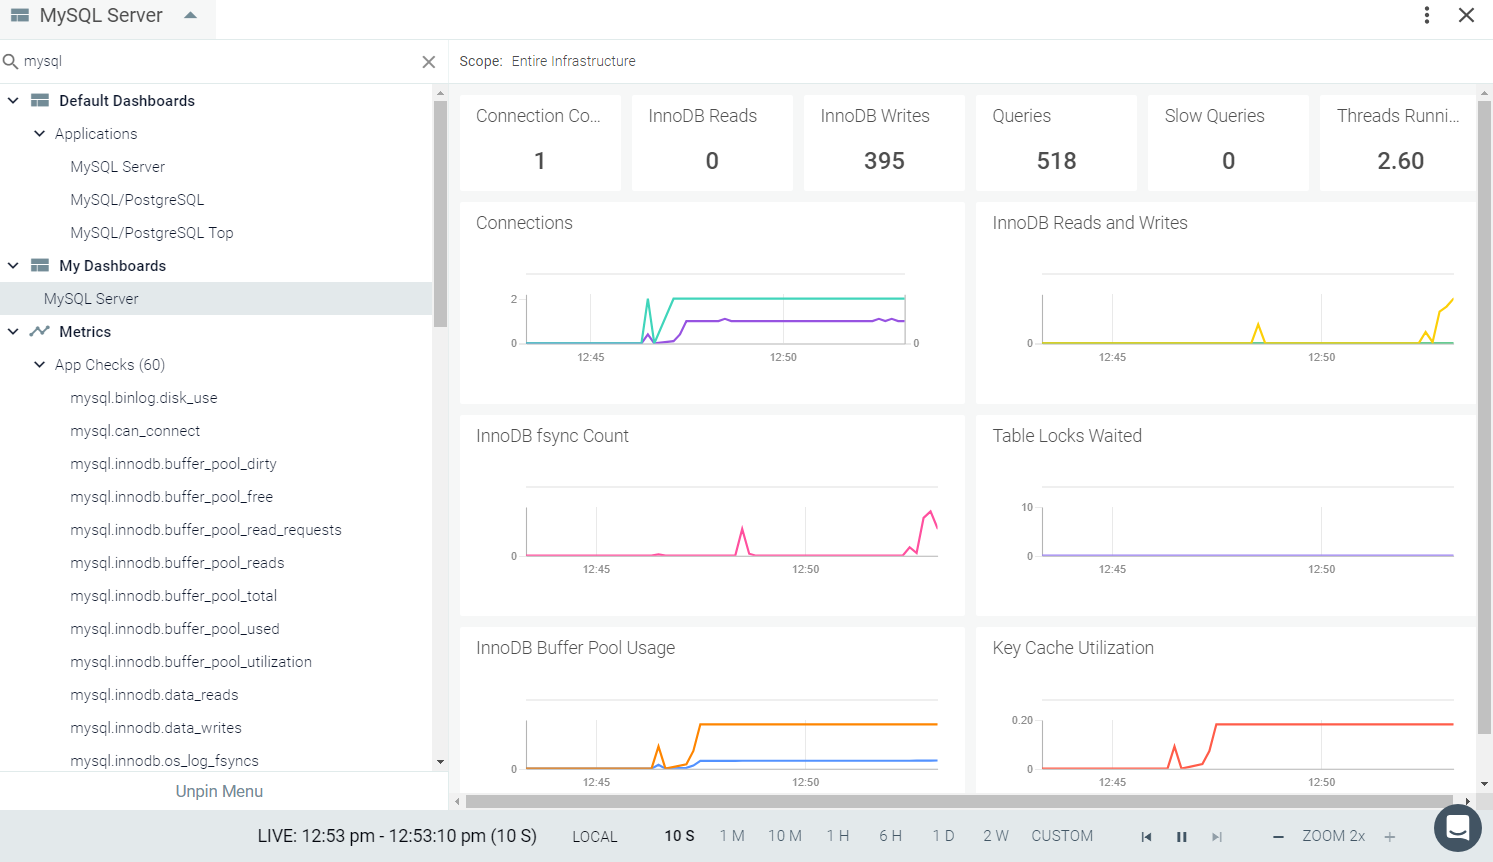 MySQL Server
mysql
Scope: Entire Infrastructure
Default Dashboards
Applications
MySQL Server
MySQL/PostgreSQL
MySQL/PostgreSQL Top
My Dashboards
MySQL Server
Metrics
App Checks (60)
mysql.binlog.disk_use
mysql.can_connect
mysql.innodb.buffer_pool_dirty
mysql.innodb.buffer_pool_free
mysql.innodb.buffer_pool_read_requests
mysql.innodb.buffer_pool_reads
mysql.innodb.buffer_pool_total
mysql.innodb.buffer_pool_used
mysql.innodb.buffer_pool_utilization
mysql.innodb.data_reads
mysql.innodb.data_writes
mysql.innodb.os_log_fsyncs
Unpin Menu
Connection Co... InnoDB Reads InnoDB Writes Queries Slow Queries Threads Runni...
1 0 395 518 0 2.60
Connections
2
0 0
12:45 12:50
InnoDB Reads and Writes
0
12:45 12:50
InnoDB fsync Count
0
12:45 12:50
Table Locks Waited
10
0
12:45 12:50
InnoDB Buffer Pool Usage
0
12:45 12:50
Key Cache Utilization
0.20
0
12:45 12:50
LIVE: 12:53 pm - 12:53:10 pm (10 S) LOCAL 10 S 1 M 10 M 1 H 6 H 1 D 2 W CUSTOM ZOOM 2x